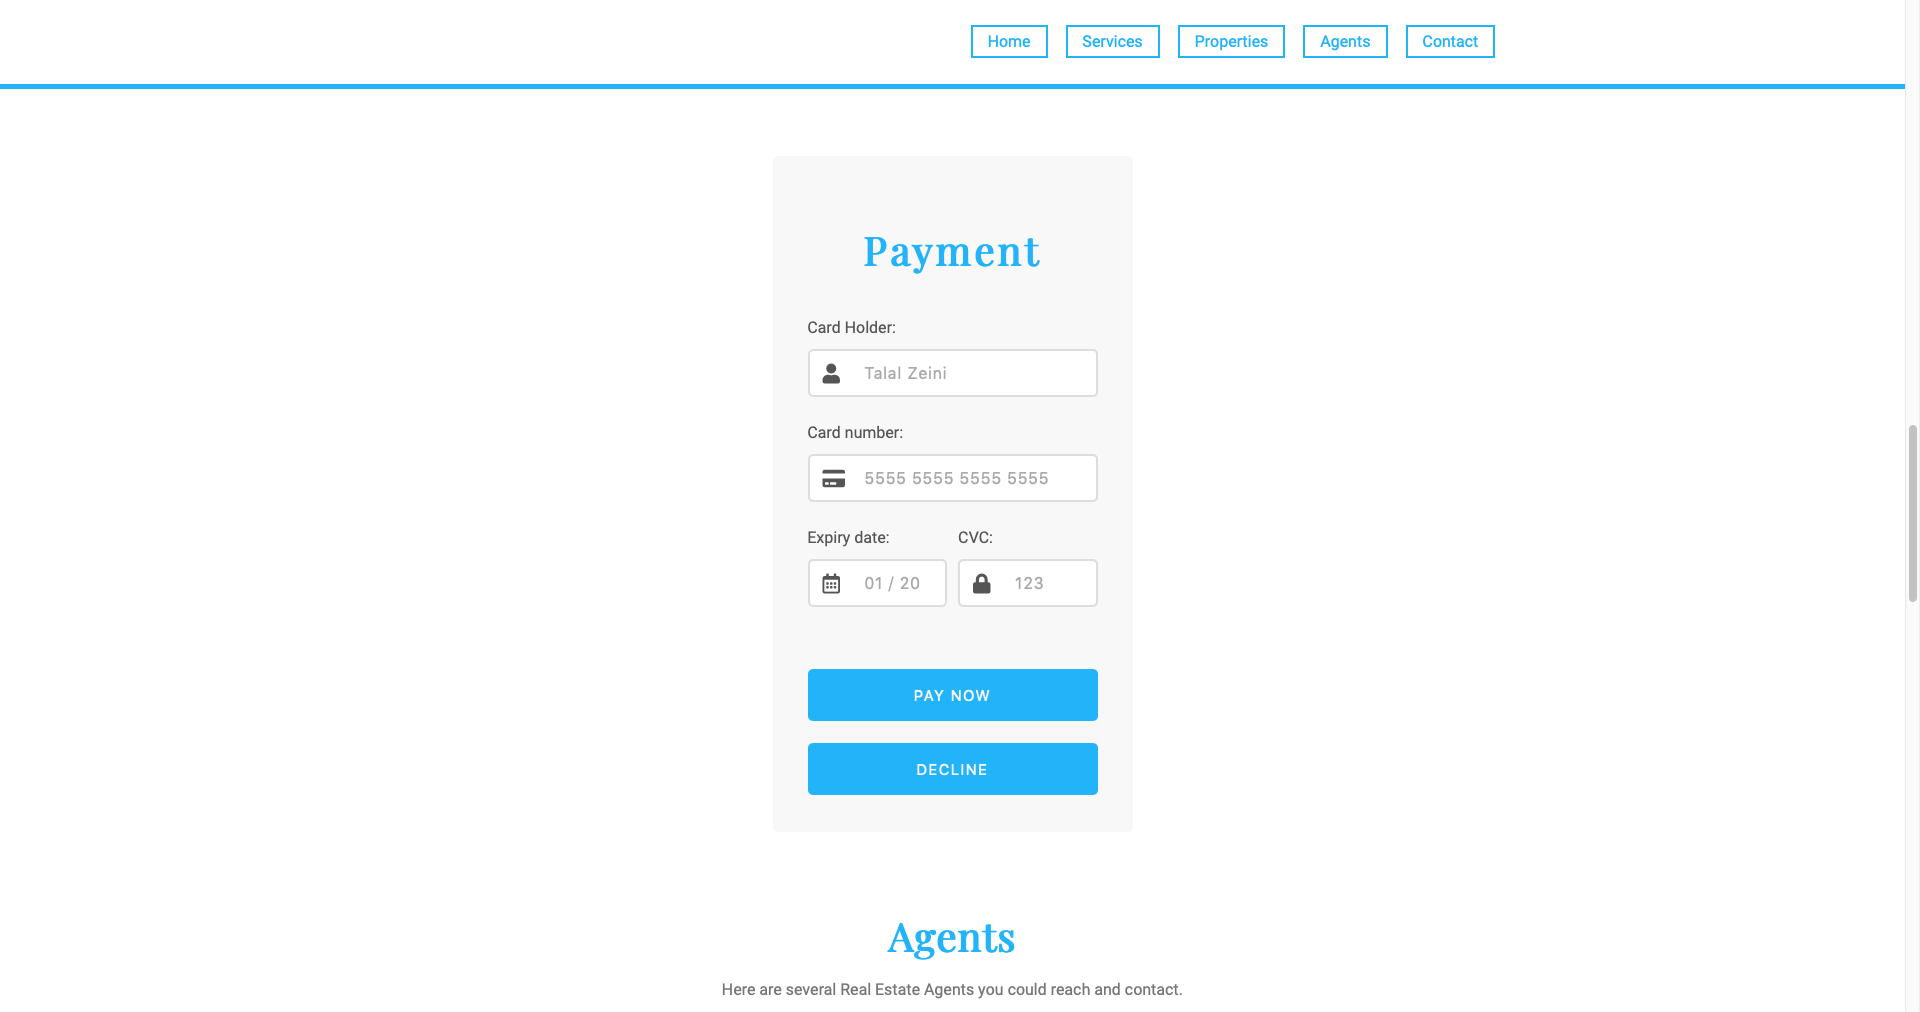 Home Services Properties Agents Contact
Payment
Card Holder:
Talal Zeini
Card number:
5555 5555 5555 5555
Expiry date: CVC:
01 / 20 123
PAY NOW
DECLINE
Agents
Here are several Real Estate Agents you could reach and contact.